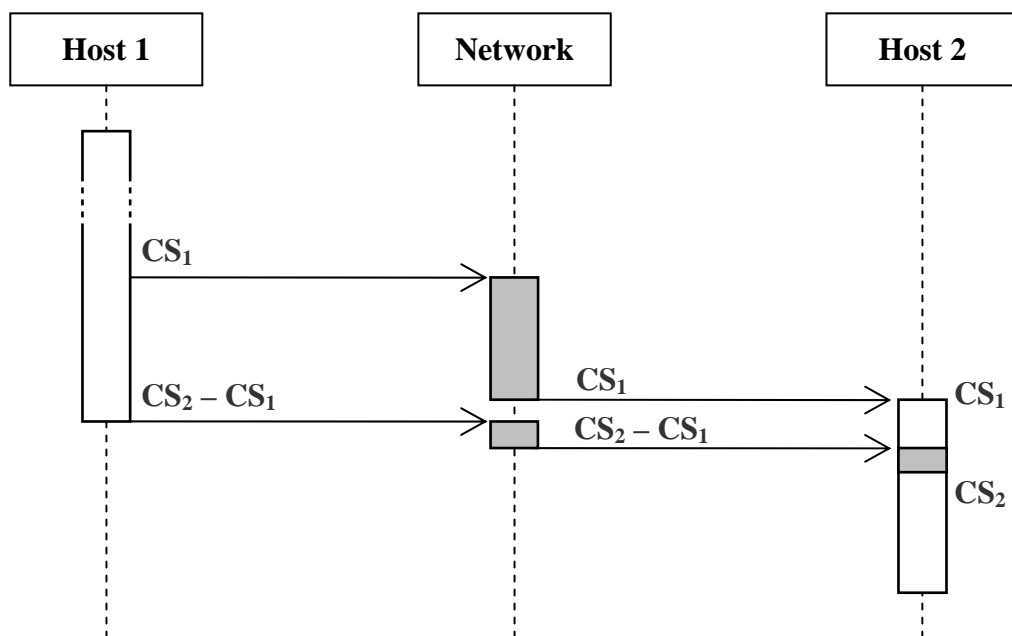 Host 1
Network
Host 2
CS₁
CS₂ – CS₁
CS₁
CS₁
CS₂ – CS₁
CS₂